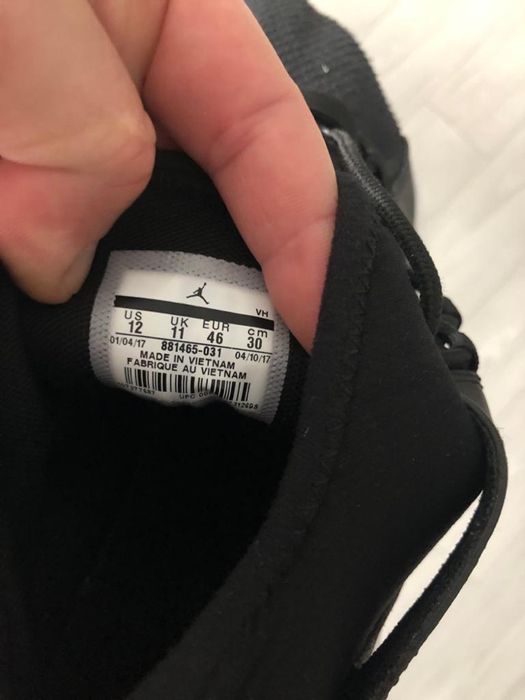 VH
US UK EUR cm
12 11 46 30
01/04/17 881465-031 04/10/17
MADE IN VIETNAM
FABRIQUE AU VIETNAM
UPC